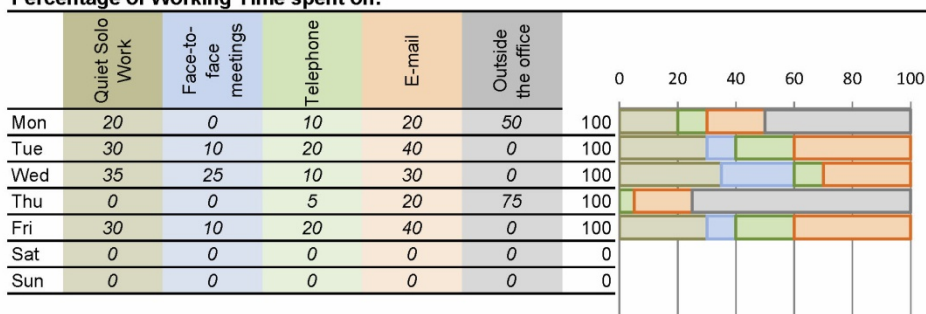 Percentage of Working Time spent on:
Quiet Solo
Work
Face-to-
face
meetings
Telephone
E-mail
Outside
the office
0 20 40 60 80 100
Mon 20 0 10 20 50 100
Tue 30 10 20 40 0 100
Wed 35 25 10 30 0 100
Thu 0 0 5 20 75 100
Fri 30 10 20 40 0 100
Sat 0 0 0 0 0 0
Sun 0 0 0 0 0 0